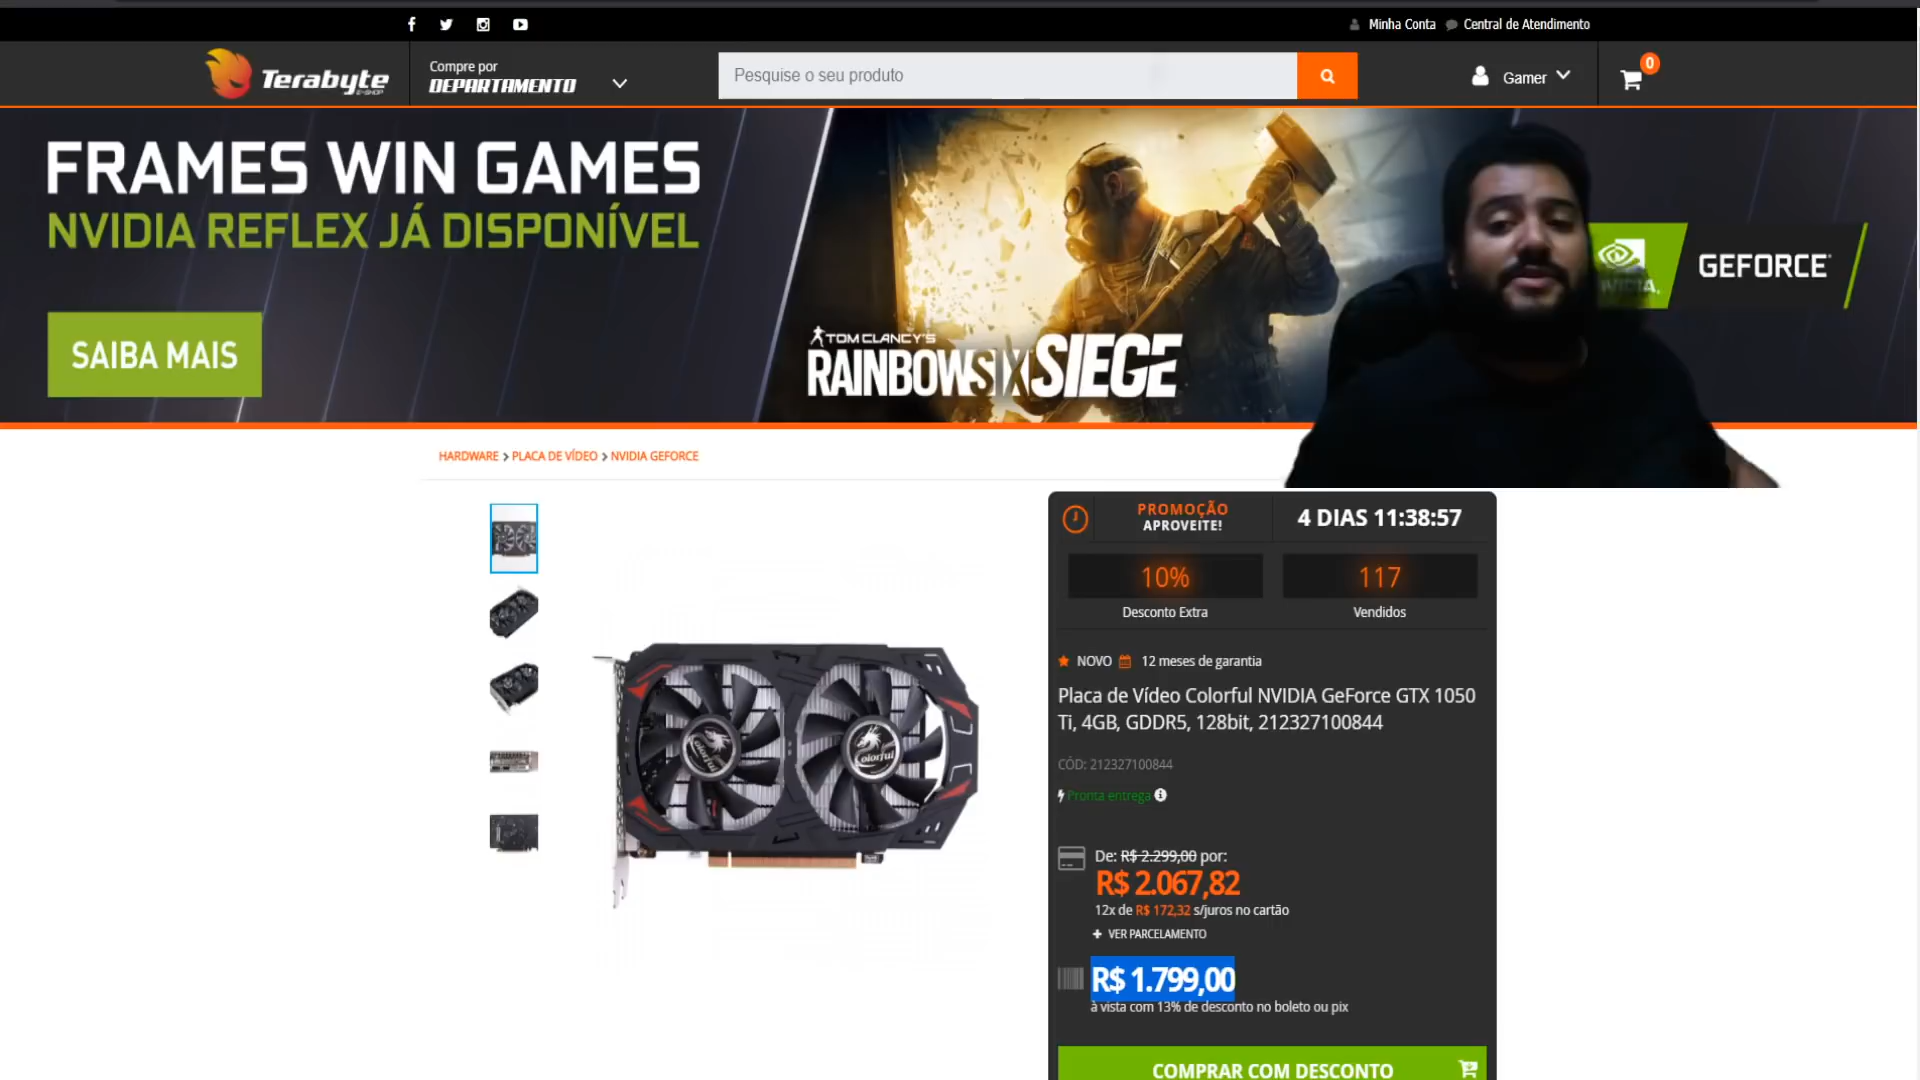 Minha Conta
Central de Atendimento
Terabyte
E-SHOP
Compre por
DEPARTAMENTO
Pesquise o seu produto
Gamer
0
FRAMES WIN GAMES
NVIDIA REFLEX JÁ DISPONÍVEL
SAIBA MAIS
TOM CLANCY'S
RAINBOW SIX SIEGE
NVIDIA.
GEFORCE
HARDWARE > PLACA DE VÍDEO > NVIDIA GEFORCE
PROMOÇÃO
APROVEITE!
4 DIAS 11:38:57
10%
Desconto Extra
117
Vendidos
NOVO
12 meses de garantia
Placa de Vídeo Colorful NVIDIA GeForce GTX 1050
Ti, 4GB, GDDR5, 128bit, 212327100844
CÓD: 212327100844
Pronta entrega
Colorful
Colorful
De: R$ 2.299,00 por:
R$ 2.067,82
12x de R$ 172,32 s/juros no cartão
+ VER PARCELAMENTO
R$ 1.799,00
à vista com 13% de desconto no boleto ou pix
COMPRAR COM DESCONTO